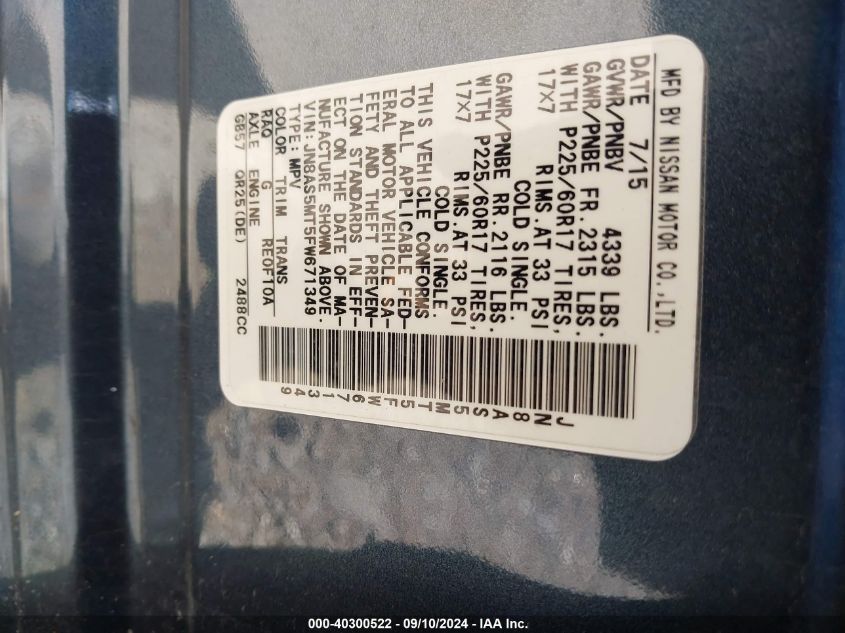 MFD BY NISSAN MOTOR CO.,LTD.
DATE 7/15
GVWR/PNBV 4339 LBS.
GAWR/PNBE FR.2315 LBS.
WITH P225/60R17 TIRES,
17X7 RIMS.AT 33 PSI
COLD SINGLE.
GAWR/PNBE RR.2116 LBS.
WITH P225/60R17 TIRES,
17X7 RIMS.AT 33 PSI
COLD SINGLE.
THIS VEHICLE CONFORMS
TO ALL APPLICABLE FED-
ERAL MOTOR VEHICLE SA-
FETY AND THEFT PREVEN-
TION STANDARDS IN EFF-
ECT ON THE DATE OF MA-
NUFACTURE SHOWN ABOVE.
VIN:JN8AS5MT5FW671349
TYPE:MPV
COLOR TRIM TRANS
RAQ G RE0F10A
AXLE ENGINE
GB57 QR25(DE) 2488CC
JN8AS5MT5FW671349
000-40300522 - 09/10/2024 - IAA Inc.